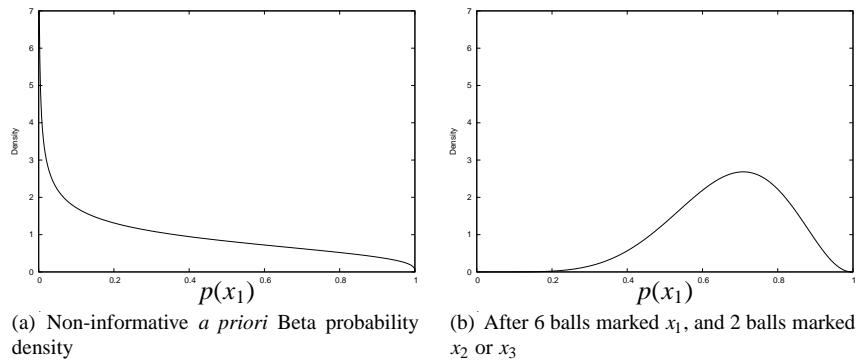 7
6
5
4
3
2
1
0
Density
0 0.2 0.4 0.6 0.8 1
p(x1)
(a) Non-informative a priori Beta probability
density
7
6
5
4
3
2
1
0
Density
0 0.2 0.4 0.6 0.8 1
p(x1)
(b) After 6 balls marked x1, and 2 balls marked
x2 or x3